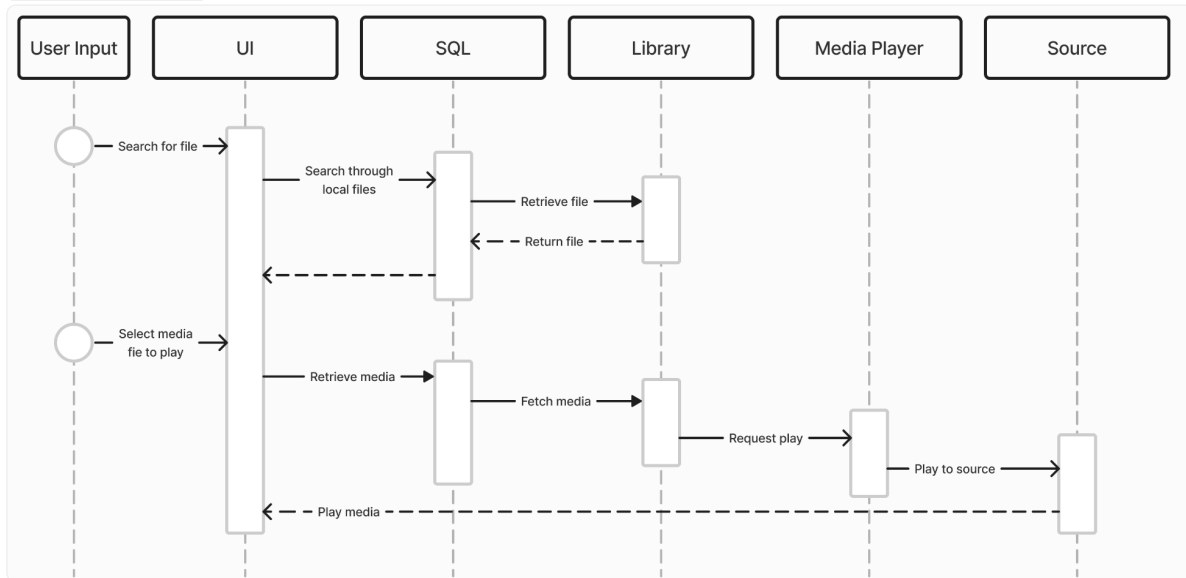 User Input
UI
SQL
Library
Media Player
Source
Search for file
Search through
local files
Retrieve file
Return file
Select media
fie to play
Retrieve media
Fetch media
Request play
Play to source
Play media